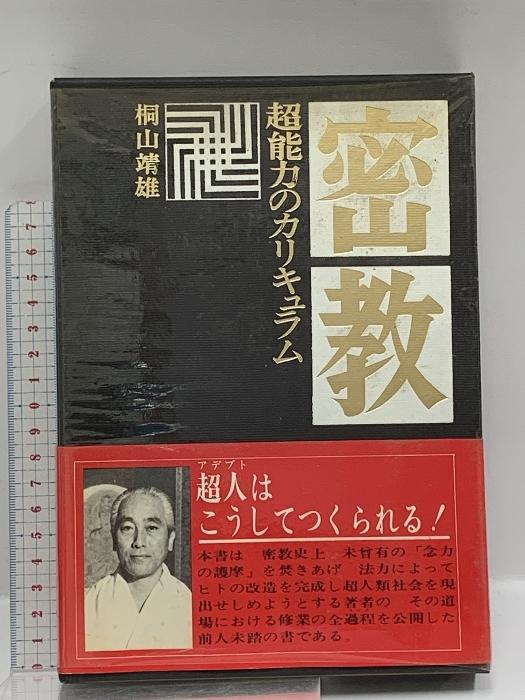 密教
超能力のカリキュラム
桐山靖雄
アデプト
超人は
こうしてつくられる!
本書は 密教史上 未曾有の「念力
の護摩」を焚きあげ 法力によって
ヒトの改造を完成し超人類社会を現
出せしめようとする著者の その道
場における修業の全過程を公開した
前人未踏の書である。